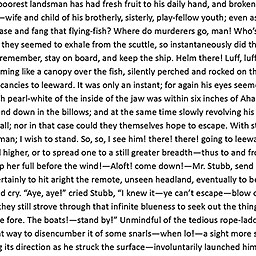 poorest landsman has had fresh fruit to his daily hand, and broken
—wife and child of his brotherly, sisterly, play-fellow youth; even as
ase and fang that flying-fish? Where do murderers go, man! Who's
they seemed to exhale from the scuttle, so instantaneously did th
remember, stay on board, and keep the ship. Helm there! Luff, luff
ming like a canopy over the fish, silently perched and rocked on th
cancies to leeward. It was only an instant; for again his eyes seeme
h pearl-white of the inside of the jaw was within six inches of Aha
nd down in the billows; and at the same time slowly revolving his
all; nor in that case could they themselves hope to escape. With st
man; I wish to stand. So, so, I see him! there! there! going to leewa
l higher, or to spread one to a still greater breadth—thus to and fr
p her full before the wind!—Aloft! come down!—Mr. Stubb, send
ertainly to hit aright the remote, unseen headland, eventually to be
d cry. "Aye, aye!" cried Stubb, "I knew it—ye can't escape—blow o
they still strove through that infinite blueness to seek out the thing
e fore. The boats!—stand by!" Unmindful of the tedious rope-ladd
at way to disencumber it of some snarls—when lo!—a sight more s
g its direction as he struck the surface—involuntarily launched him